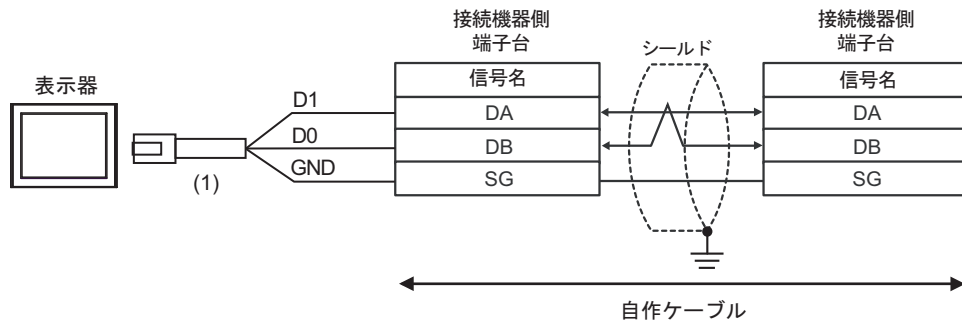 表示器
(1)
D1
D0
GND
接続機器側
端子台
信号名
DA
DB
SG
シールド
接続機器側
端子台
信号名
DA
DB
SG
自作ケーブル